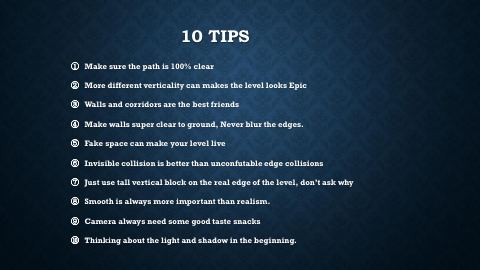 10 TIPS
① Make sure the path is 100% clear
② More different verticality can makes the level looks Epic
③ Walls and corridors are the best friends
④ Make walls super clear to ground, Never blur the edges.
⑤ Fake space can make your level live
⑥ Invisible collision is better than unconfutable edge collisions
⑦ Just use tall vertical block on the real edge of the level, don't ask why
⑧ Smooth is always more important than realism.
⑨ Camera always need some good taste snacks
⑩ Thinking about the light and shadow in the beginning.